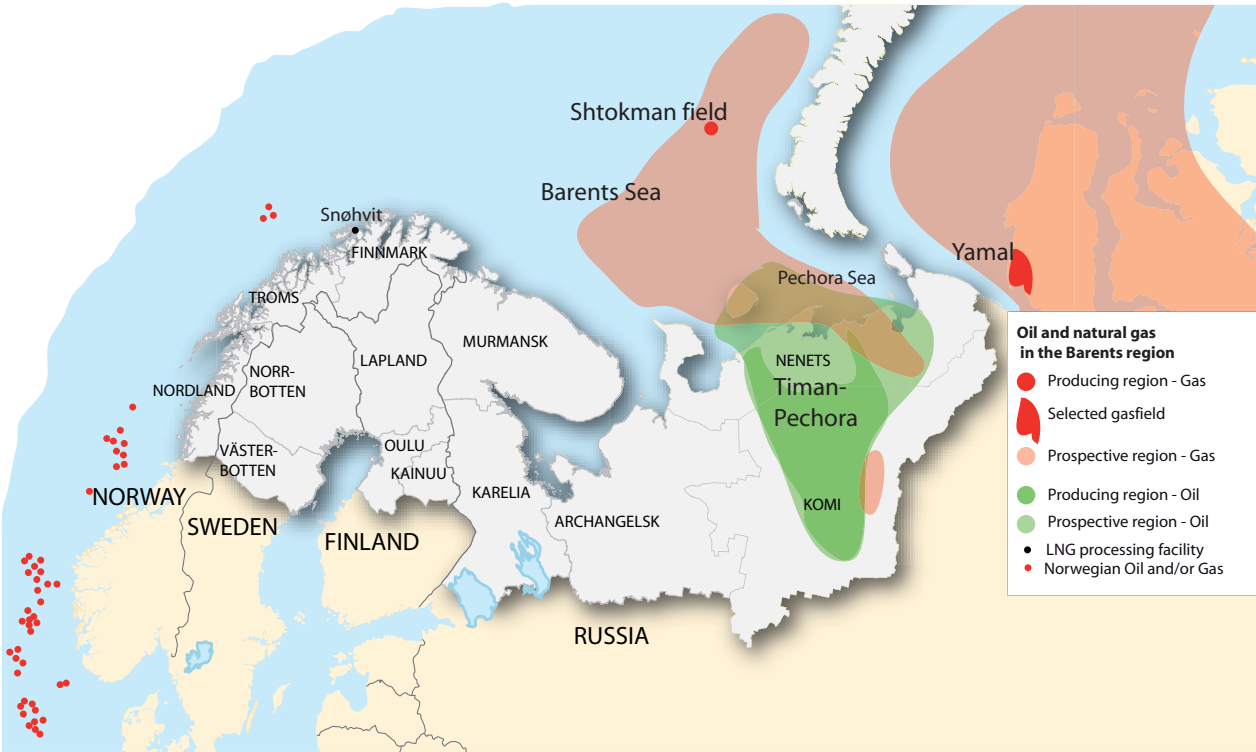 Shtokman field
Barents Sea
Snøhvit
FINNMARK
Yamal
Pechora Sea
TROMS
MURMANSK
LAPLAND
NENETS
Timan-
Pechora
NORDLAND
NORR-
BOTTEN
VÄSTER-
BOTTEN
OULU
KAINUU
KARELIA
KOMI
ARCHANGELSK
NORWAY
SWEDEN
FINLAND
RUSSIA
Oil and natural gas
in the Barents region
Producing region - Gas
Selected gasfield
Prospective region - Gas
Producing region - Oil
Prospective region - Oil
LNG processing facility
Norwegian Oil and/or Gas